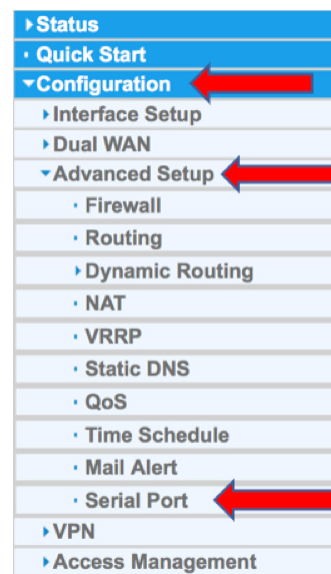 Status
Quick Start
Configuration
Interface Setup
Dual WAN
Advanced Setup
Firewall
Routing
Dynamic Routing
NAT
VRRP
Static DNS
QoS
Time Schedule
Mail Alert
Serial Port
VPN
Access Management